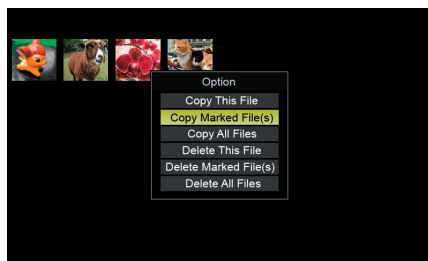 Option
Copy This File
Copy Marked File(s)
Copy All Files
Delete This File
Delete Marked File(s)
Delete All Files